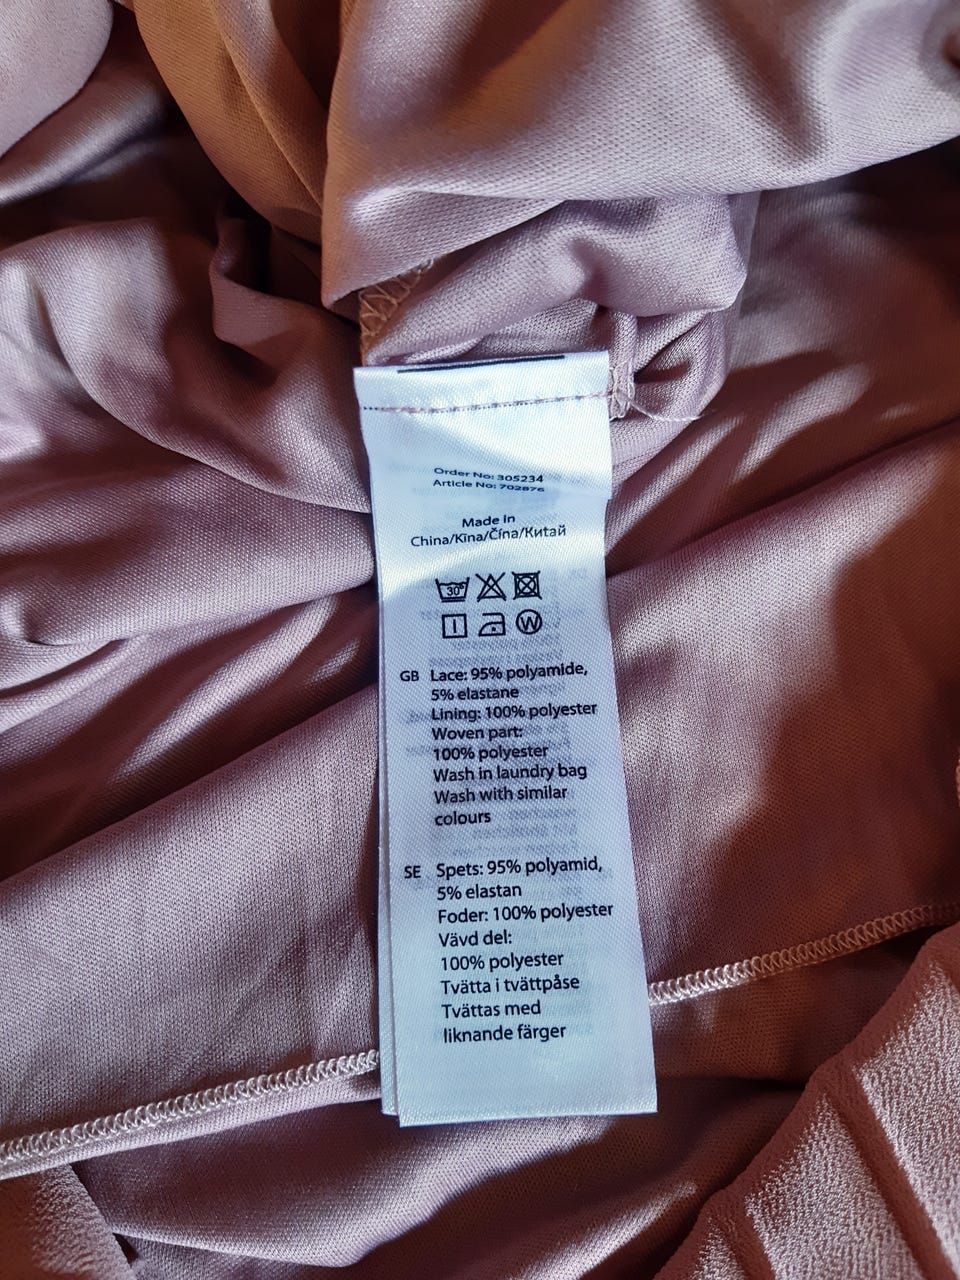 Order No: 305234
Article No: 702876
Made in
China/Kina/Čína/Китай
30°
W
GB Lace: 95% polyamide,
5% elastane
Lining: 100% polyester
Woven part:
100% polyester
Wash in laundry bag
Wash with similar
colours
SE Spets: 95% polyamid,
5% elastan
Foder: 100% polyester
Vävd del:
100% polyester
Tvätta i tvättpåse
Tvättas med
liknande färger